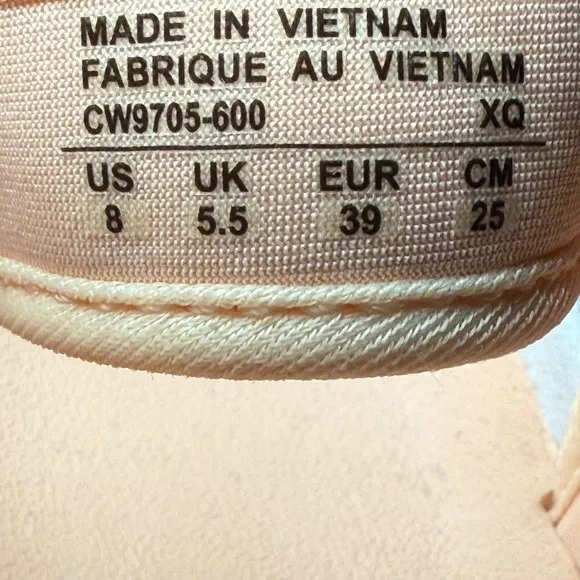 MADE IN VIETNAM
FABRIQUE AU VIETNAM
CW9705-600 XQ
US UK EUR CM
8 5.5 39 25